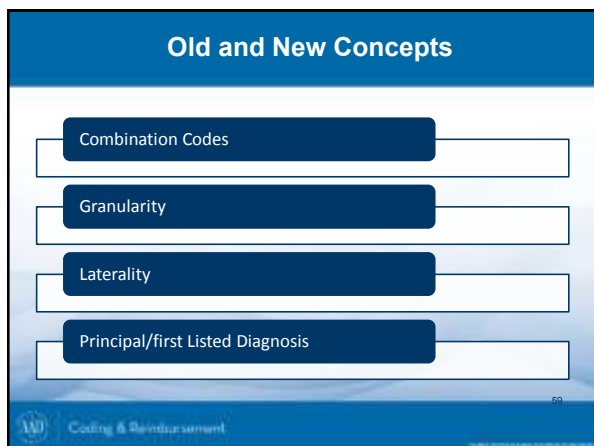 Old and New Concepts
Combination Codes
Granularity
Laterality
Principal/first Listed Diagnosis
59
Coding & Reimbursement